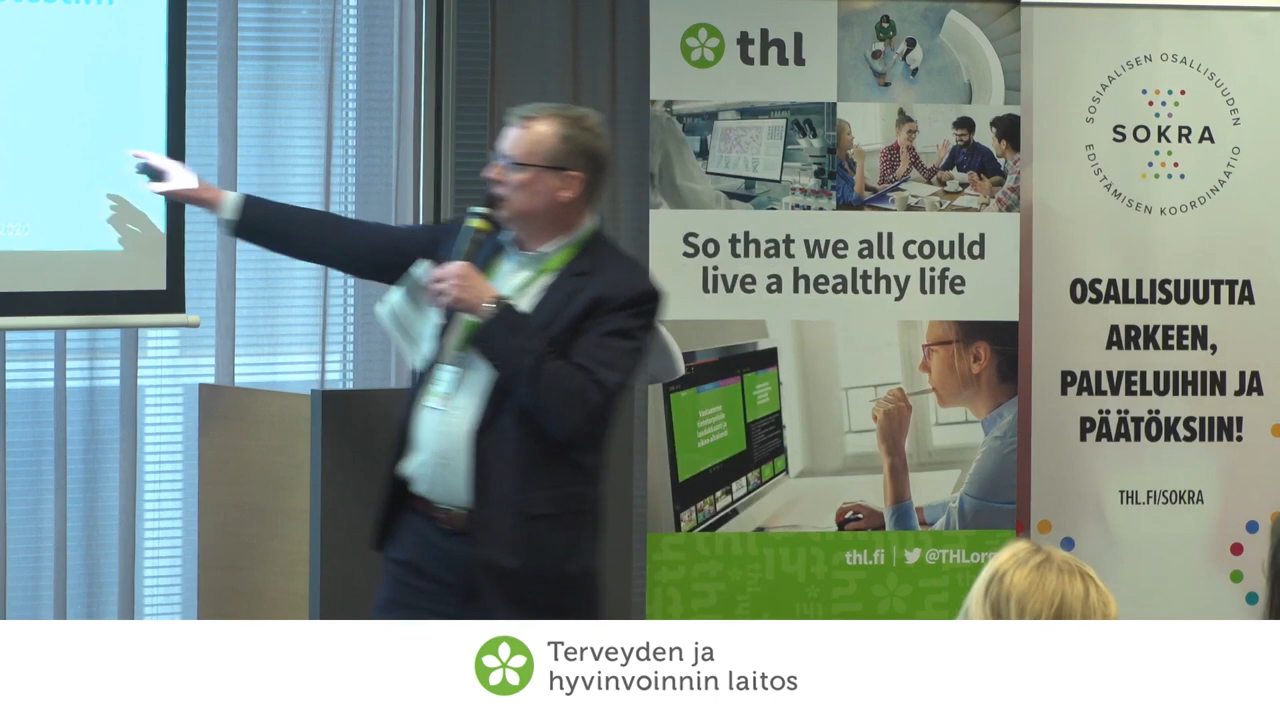 2020
thl
So that we all could
live a healthy life
thl.fi | @THLorg
SOSIAALISEN OSALLISUUDEN
SOKRA
EDISTÄMISEN KOORDINAATIO
OSALLISUUTTA
ARKEEN,
PALVELUIHIN JA
PÄÄTÖKSIIN!
THL.FI/SOKRA
Terveyden ja
hyvinvoinnin laitos